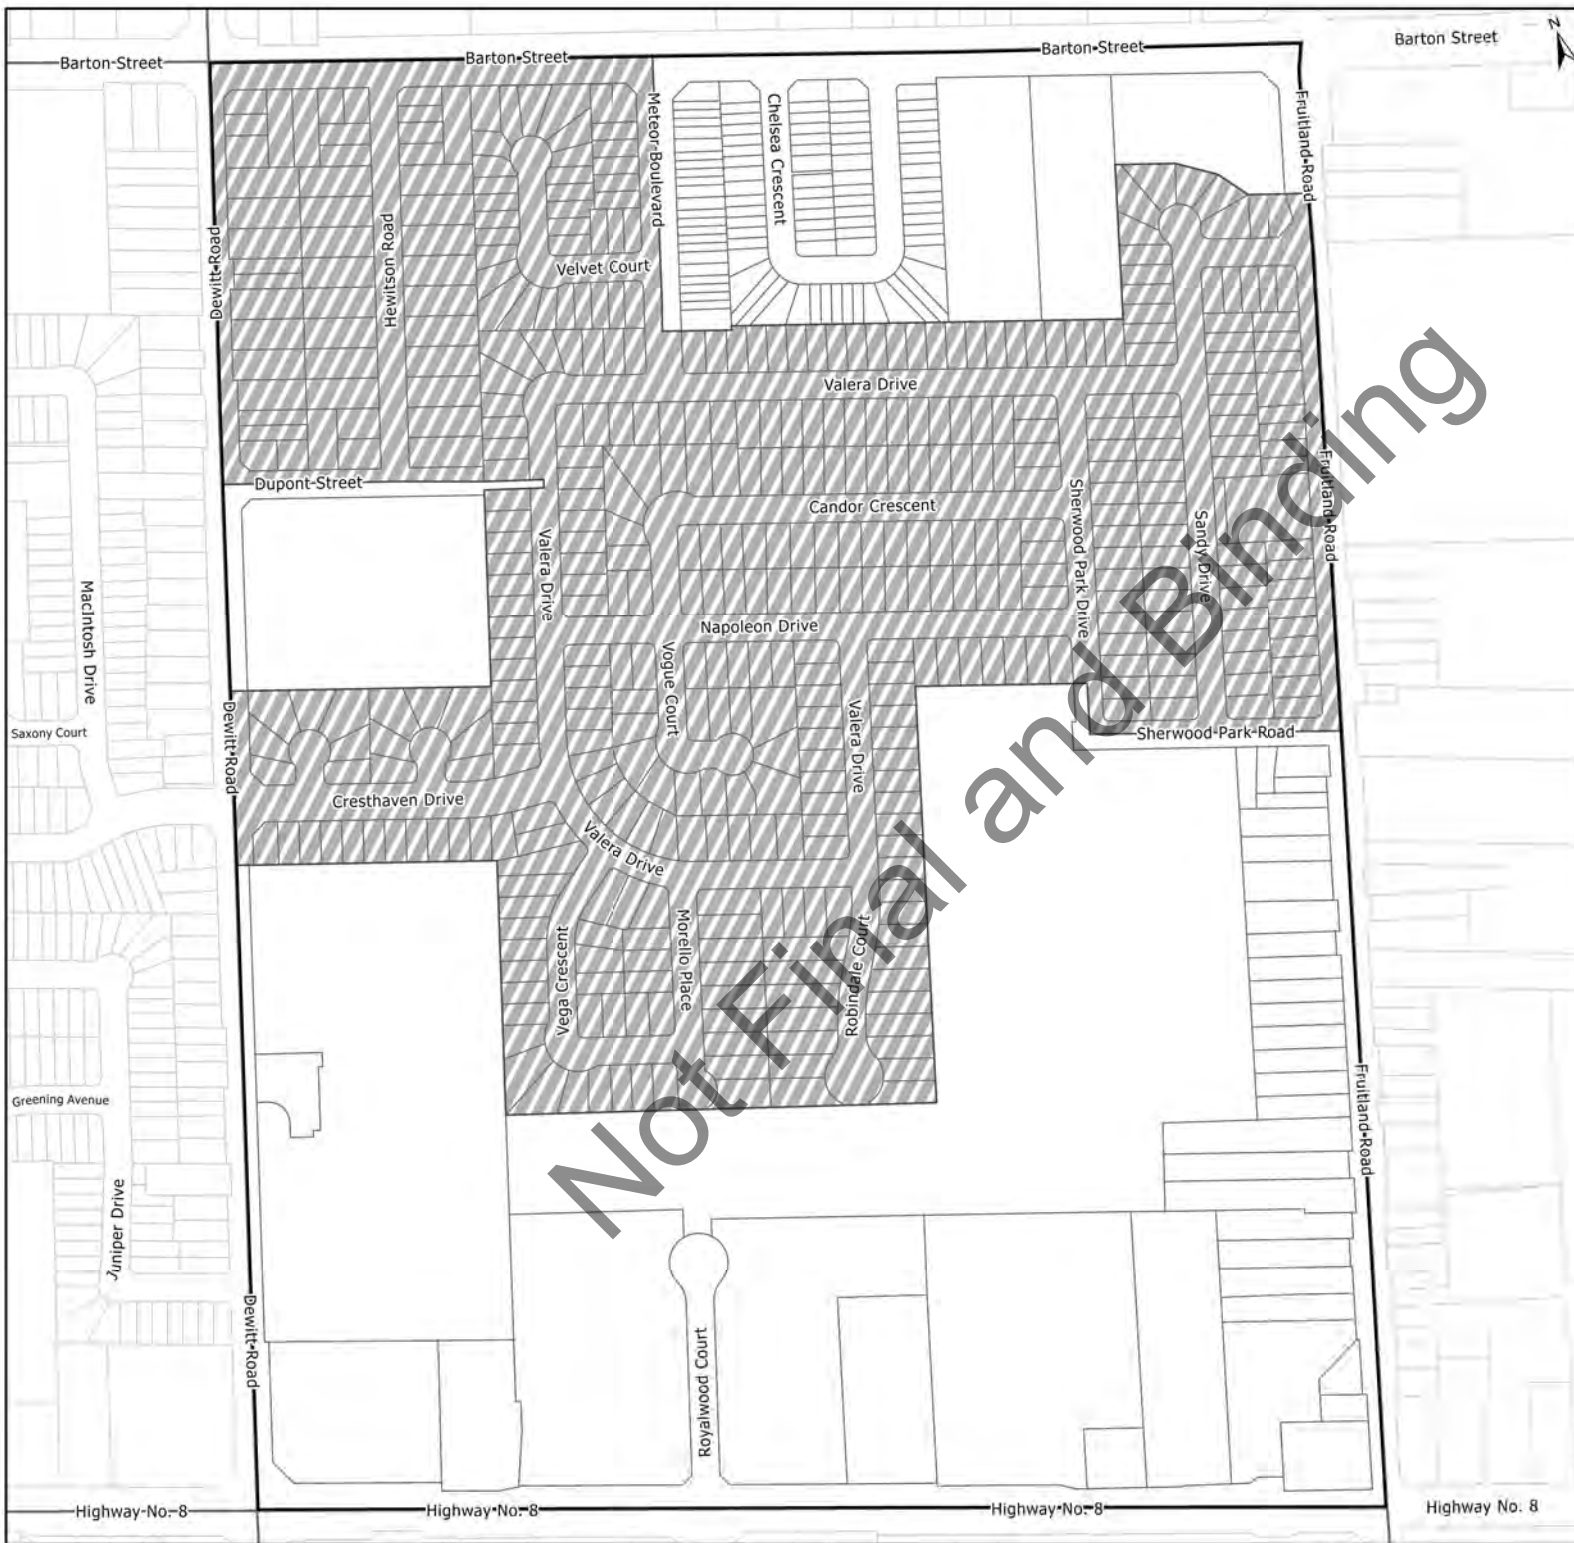 Barton Street
Barton Street
Barton Street
Barton Street
N
Fruitland Road
Meteor Boulevard
Chelsea Crescent
Dewitt Road
Hewitson Road
Velvet Court
Valera Drive
Dupont Street
Candor Crescent
Fruitland Road
Valera Drive
Sherwood Park Drive
Sandy Drive
MacIntosh Drive
Napoleon Drive
Vogue Court
Valera Drive
Saxony Court
Dewitt Road
Sherwood Park Road
Cresthaven Drive
Valera Drive
Vega Crescent
Morello Place
Robindale Court
Greening Avenue
Fruitland Road
Juniper Drive
Dewitt Road
Royalwood Court
Highway No. 8
Highway No. 8
Highway No. 8
Highway No. 8
Not Final and Binding